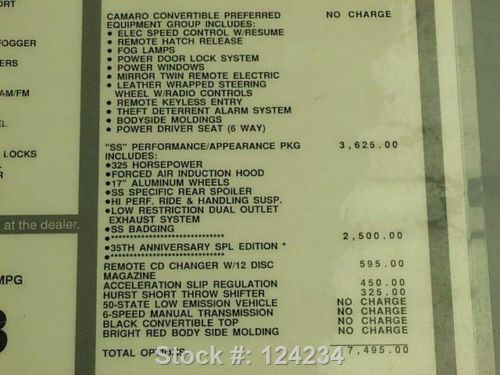 CAMARO CONVERTIBLE PREFERRED NO CHARGE
EQUIPMENT GROUP INCLUDES:
• ELEC SPEED CONTROL W/RESUME
• REMOTE HATCH RELEASE
• FOG LAMPS
• POWER DOOR LOCK SYSTEM
• POWER WINDOWS
• MIRROR TWIN REMOTE ELECTRIC
• LEATHER WRAPPED STEERING
WHEEL W/RADIO CONTROLS
• REMOTE KEYLESS ENTRY
• THEFT DETERRENT ALARM SYSTEM
• BODYSIDE MOLDINGS
• POWER DRIVER SEAT (6 WAY)
"SS" PERFORMANCE/APPEARANCE PKG 3,625.00
INCLUDES:
•325 HORSEPOWER
•FORCED AIR INDUCTION HOOD
•17" ALUMINUM WHEELS
•SS SPECIFIC REAR SPOILER
•HI PERF. RIDE & HANDLING SUSP.
•LOW RESTRICTION DUAL OUTLET
EXHAUST SYSTEM
•SS BADGING
•****************************** 2,500.00
•35TH ANNIVERSARY SPL EDITION *
•******************************
REMOTE CD CHANGER W/12 DISC 595.00
MAGAZINE
ACCELERATION SLIP REGULATION 450.00
HURST SHORT THROW SHIFTER 325.00
50-STATE LOW EMISSION VEHICLE NO CHARGE
6-SPEED MANUAL TRANSMISSION NO CHARGE
BLACK CONVERTIBLE TOP NO CHARGE
BRIGHT RED BODY SIDE MOLDING NO CHARGE
TOTAL OPTIONS 7,495.00
FOGGER
AM/FM
LOCKS
at the dealer.
MPG
Stock #: 124234